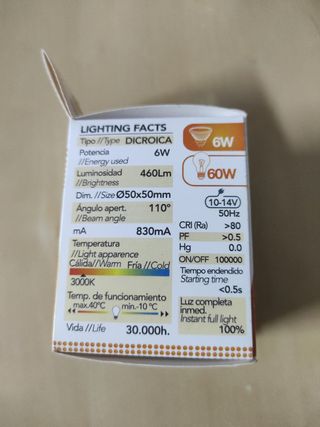 LIGHTING FACTS
Tipo //Type DICROICA
Potencia 6W
//Energy used
Luminosidad 460Lm
//Brightness
Dim. //Size Ø50x50mm
Ángulo apert. 110°
//Beam angle
mA 830mA
Temperatura
//Light apparence
Cálida//Warm Fría//Cold
3000K
Temp. de funcionamiento
max.40°C min.-10 °C
Vida //Life 30.000h.
6W
60W
10-14V
50Hz
CRI (Ra) >80
PF >0.5
Hg 0.0
ON/OFF 100000
Tiempo endendido
Starting time
<0.5s
Luz completa
inmed.
Instant full light
100%